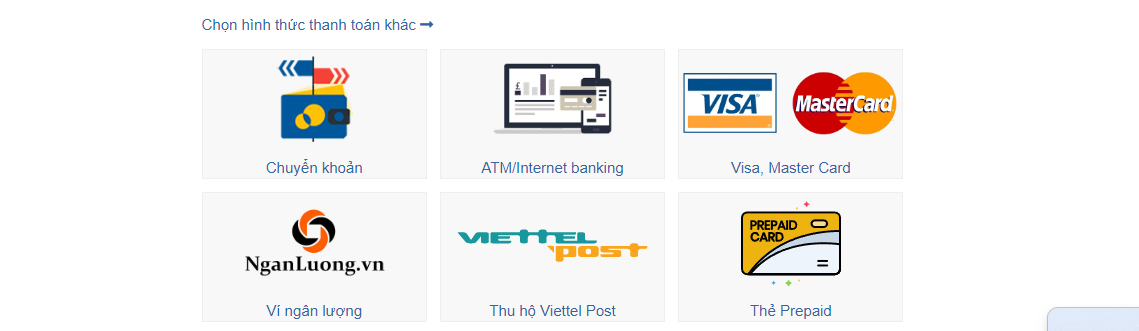 Chọn hình thức thanh toán khác
VISA
MasterCard
Chuyển khoản
ATM/Internet banking
Visa, Master Card
NganLuong.vn
VIETTEL
post
PREPAID
CARD
Ví ngân lượng
Thu hộ Viettel Post
Thẻ Prepaid